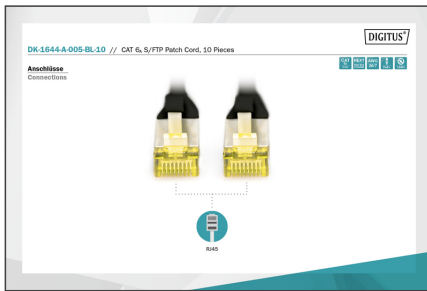 DIGITUS®
DK-1644-A-005-BL-10 // CAT 6A S/FTP Patch Cord, 10 Pieces
Anschlüsse
Connections
RJ45